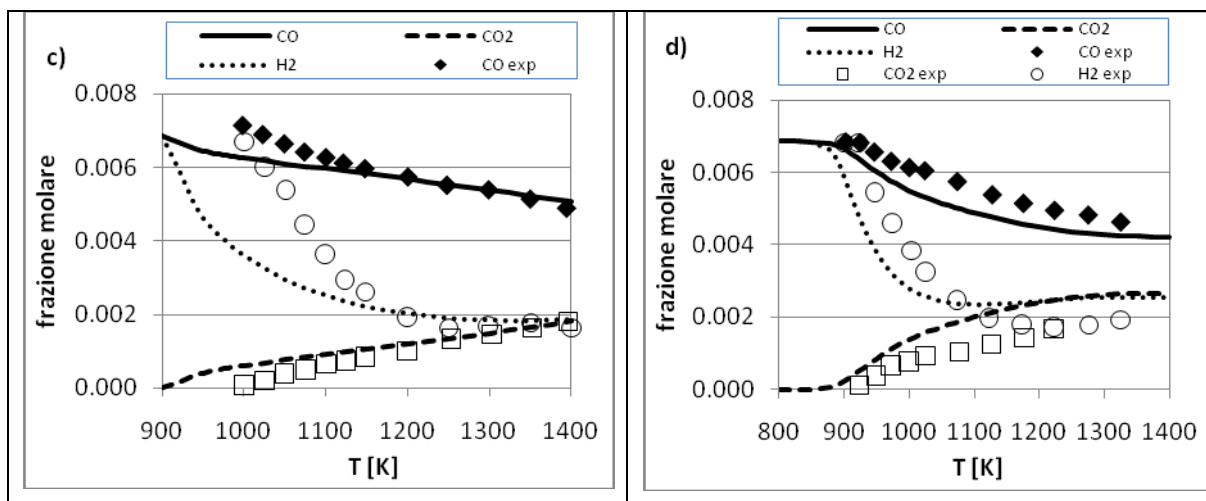 c)
CO
CO2
H2
CO exp
frazione molare
0.008
0.006
0.004
0.002
0.000
900
1000
1100
1200
1300
1400
T [K]
d)
CO
CO2
H2
CO exp
CO2 exp
H2 exp
frazione molare
0.008
0.006
0.004
0.002
0.000
800
900
1000
1100
1200
1300
1400
T [K]